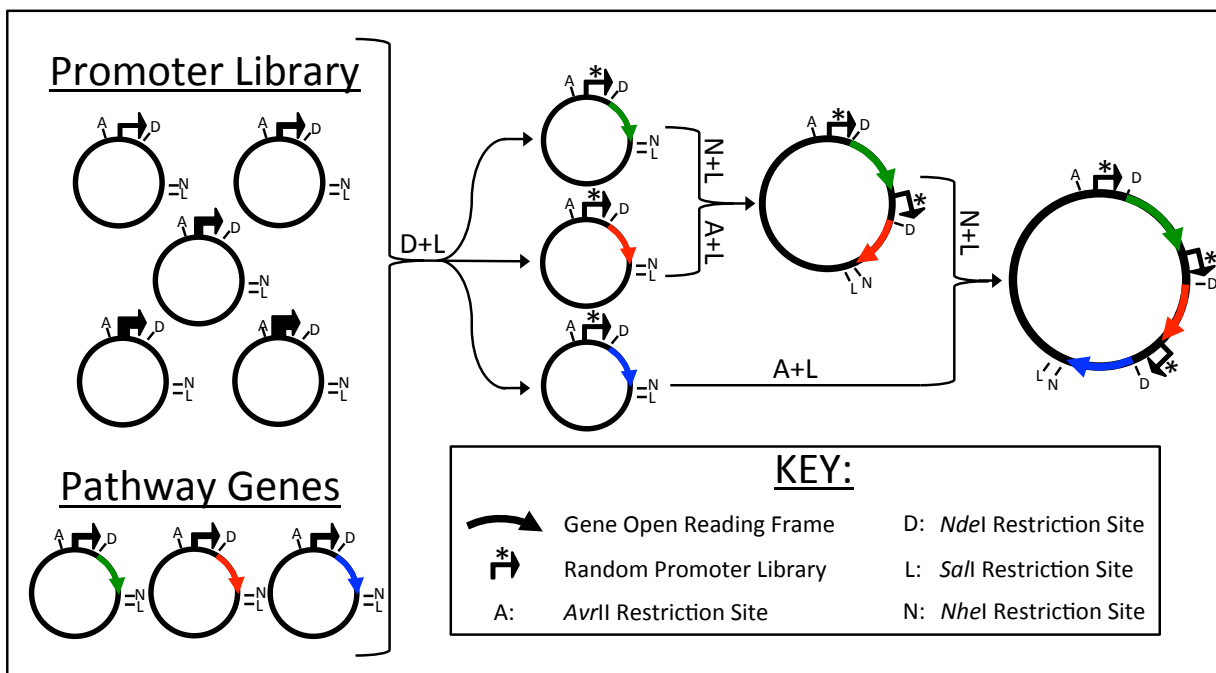 Promoter Library
A
D
N
L
A
D
N
L
A
D
N
L
A
D
N
L
A
D
N
L
Pathway Genes
A
D
N
L
A
D
N
L
A
D
N
L
D+L
*
A
D
N
L
*
A
D
N
L
*
A
D
N
L
N+L
A+L
*
A
D
*
D
N
L
N+L
A+L
*
A
D
*
D
*
D
N
L
KEY:
Gene Open Reading Frame
*
Random Promoter Library
A: AvrII Restriction Site
D: NdeI Restriction Site
L: SalI Restriction Site
N: NheI Restriction Site